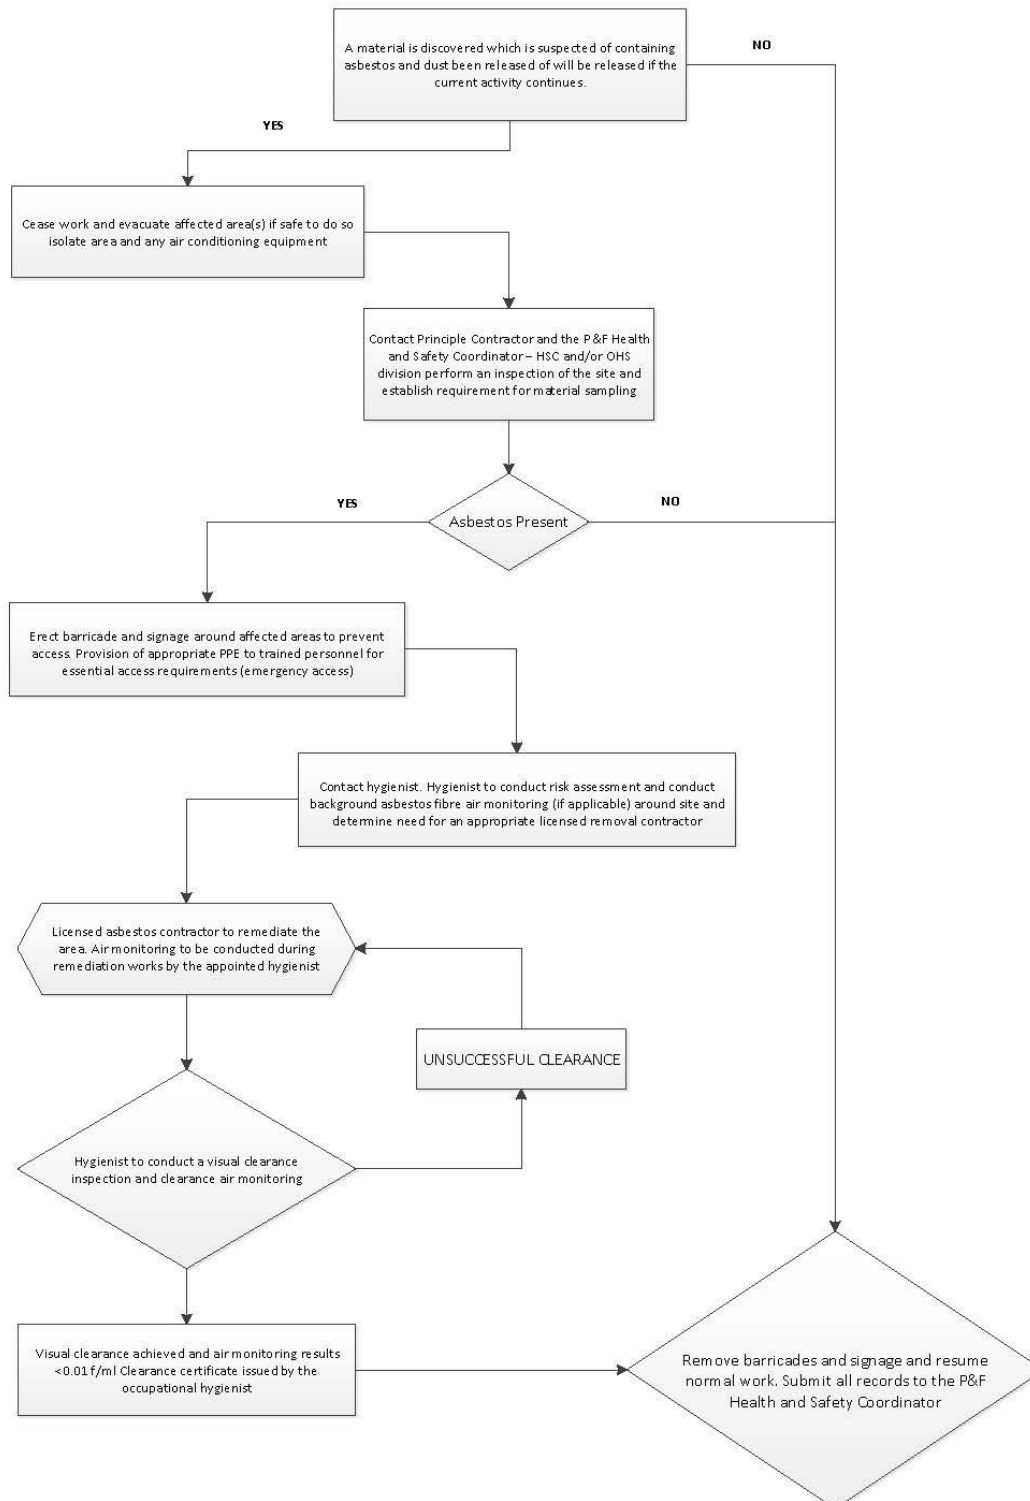 A material is discovered which is suspected of containing
asbestos and dust been released of will be released if the
current activity continues.
NO
YES
Cease work and evacuate affected area(s) if safe to do so
isolate area and any air conditioning equipment
Contact Principle Contractor and the P&F Health
and Safety Coordinator – HSC and/or OHS
division perform an inspection of the site and
establish requirement for material sampling
YES
NO
Asbestos Present
Erect barricade and signage around affected areas to prevent
access. Provision of appropriate PPE to trained personnel for
essential access requirements (emergency access)
Contact hygienist. Hygienist to conduct risk assessment and conduct
background asbestos fibre air monitoring (if applicable) around site and
determine need for an appropriate licensed removal contractor
Licensed asbestos contractor to remediate the
area. Air monitoring to be conducted during
remediation works by the appointed hygienist
UNSUCCESSFUL CLEARANCE
Hygienist to conduct a visual clearance
inspection and clearance air monitoring
Visual clearance achieved and air monitoring results
<0.01 f/ml Clearance certificate issued by the
occupational hygienist
Remove barricades and signage and resume
normal work. Submit all records to the P&F
Health and Safety Coordinator